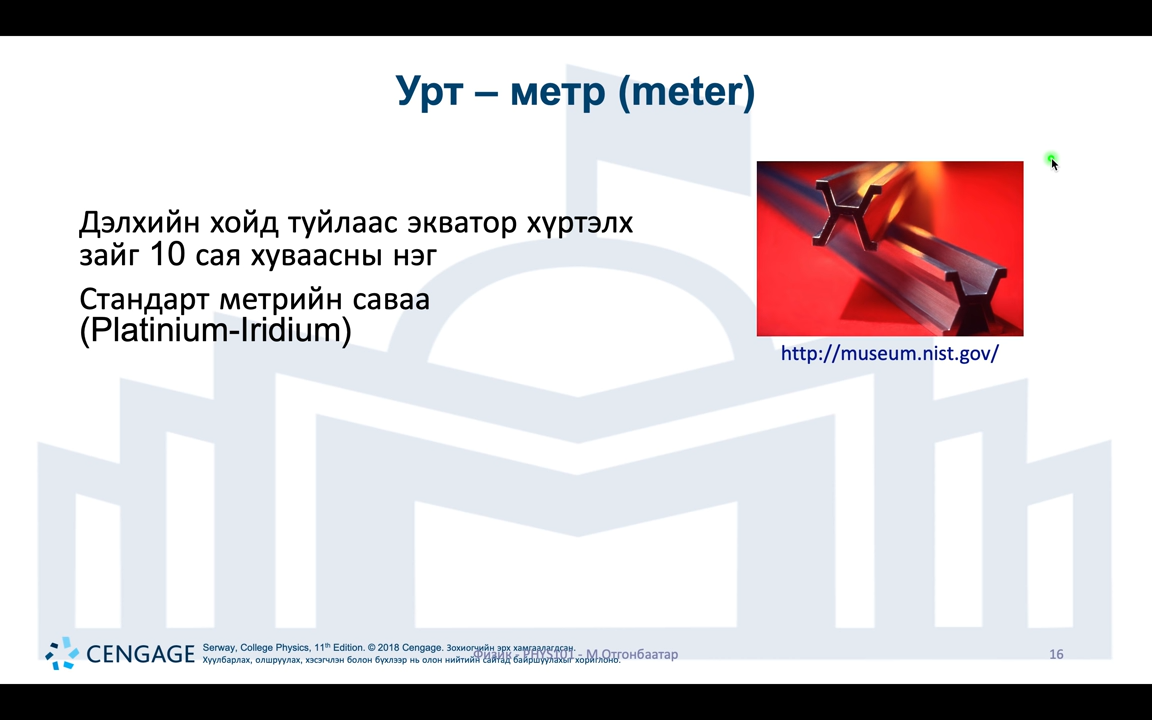 Урт – метр (meter)
Дэлхийн хойд туйлаас экватор хүртэлх
зайг 10 сая хуваасны нэг
Стандарт метрийн саваа
(Platinium-Iridium)
http://museum.nist.gov/
CENGAGE
Serway, College Physics, 11th Edition. © 2018 Cengage. Зохиогчийн эрх хамгаалагдсан.
Хуулбарлах, олшруулах, хэсэгчлэн болон бүхлээр нь олон нийтийн сайтад байршуулахыг хориглоно.
Физик - PHYS101 - М.Отгонбаатар
16